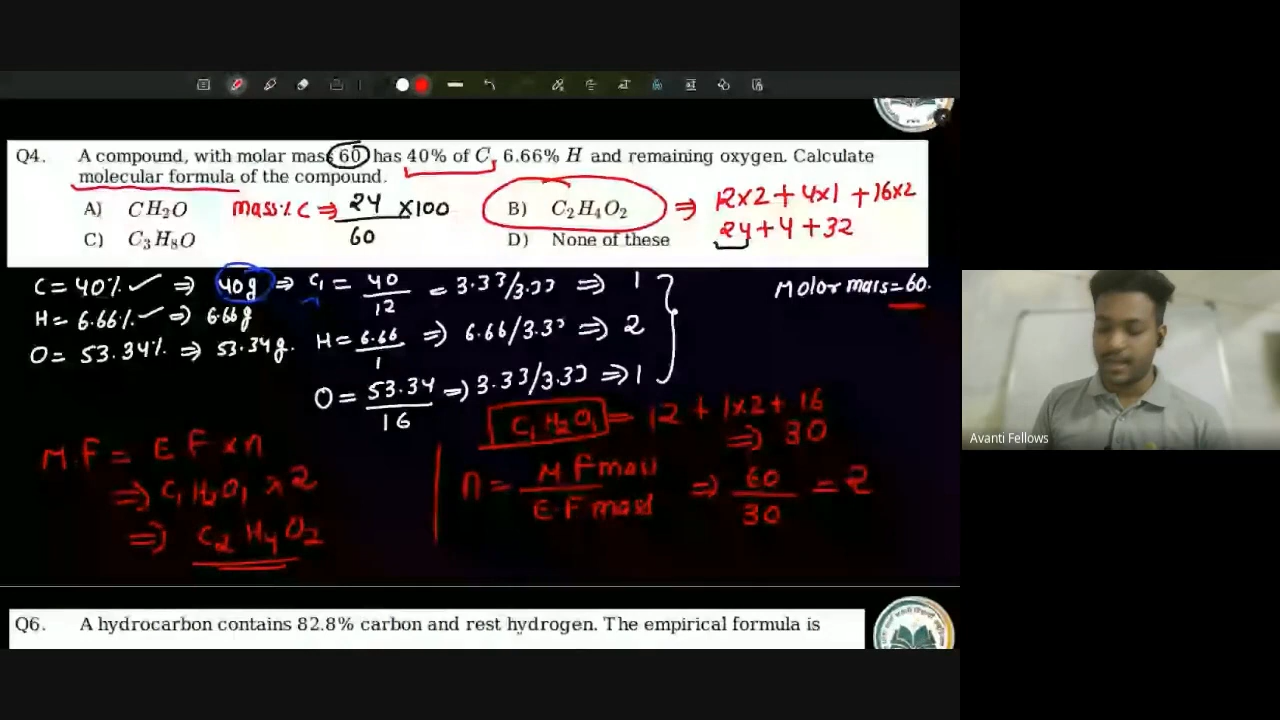 Q4. A compound, with molar mass 60 has 40% of C, 6.66% H and remaining oxygen. Calculate
molecular formula of the compound.
A) CH2O
B) C2H4O2
C) C3H8O
D) None of these
mass% C ⇒ 24/60 × 100
⇒ 12×2 + 4×1 + 16×2
24 + 4 + 32
Molar mass = 60.
C = 40% ✓ ⇒ 40g ⇒ C1 = 40/12 = 3.33/3.33 ⇒ 1
H = 6.66% ✓ ⇒ 6.66g
H = 6.66/1 ⇒ 6.66/3.33 ⇒ 2
O = 53.34% ⇒ 53.34g.
O = 53.34/16 ⇒ 3.33/3.33 ⇒ 1
C1H2O1 = 12 + 1×2 + 16
⇒ 30
M.F = E F × n
⇒ C1H2O1 × 2
⇒ C2H4O2
n = M F mass / E.F mass ⇒ 60/30 = 2
Avanti Fellows
Q6. A hydrocarbon contains 82.8% carbon and rest hydrogen. The empirical formula is